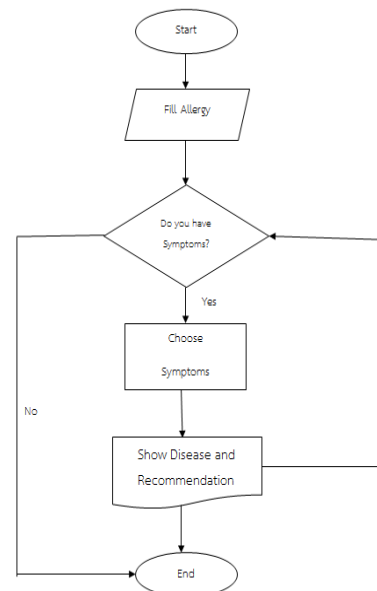 Start
Fill Allergy
Do you have
Symptoms?
Yes
Choose
Symptoms
No
Show Disease and
Recommendation
End